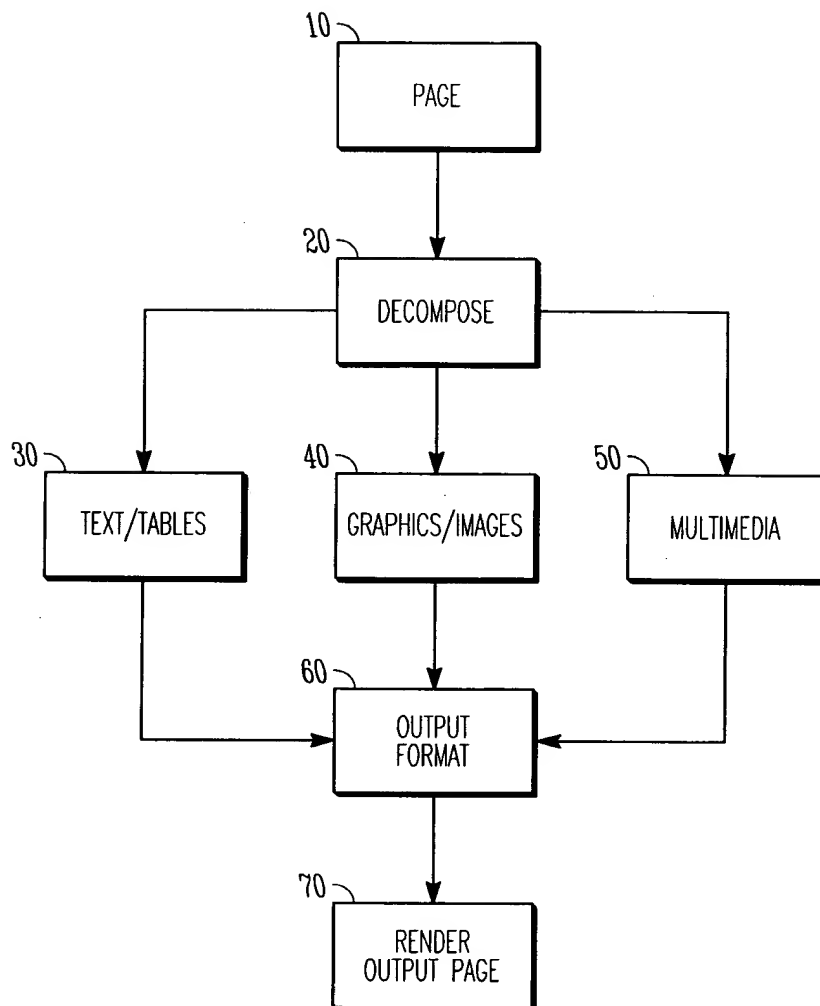 10
PAGE
20
DECOMPOSE
30
TEXT/TABLES
40
GRAPHICS/IMAGES
50
MULTIMEDIA
60
OUTPUT
FORMAT
70
RENDER
OUTPUT PAGE